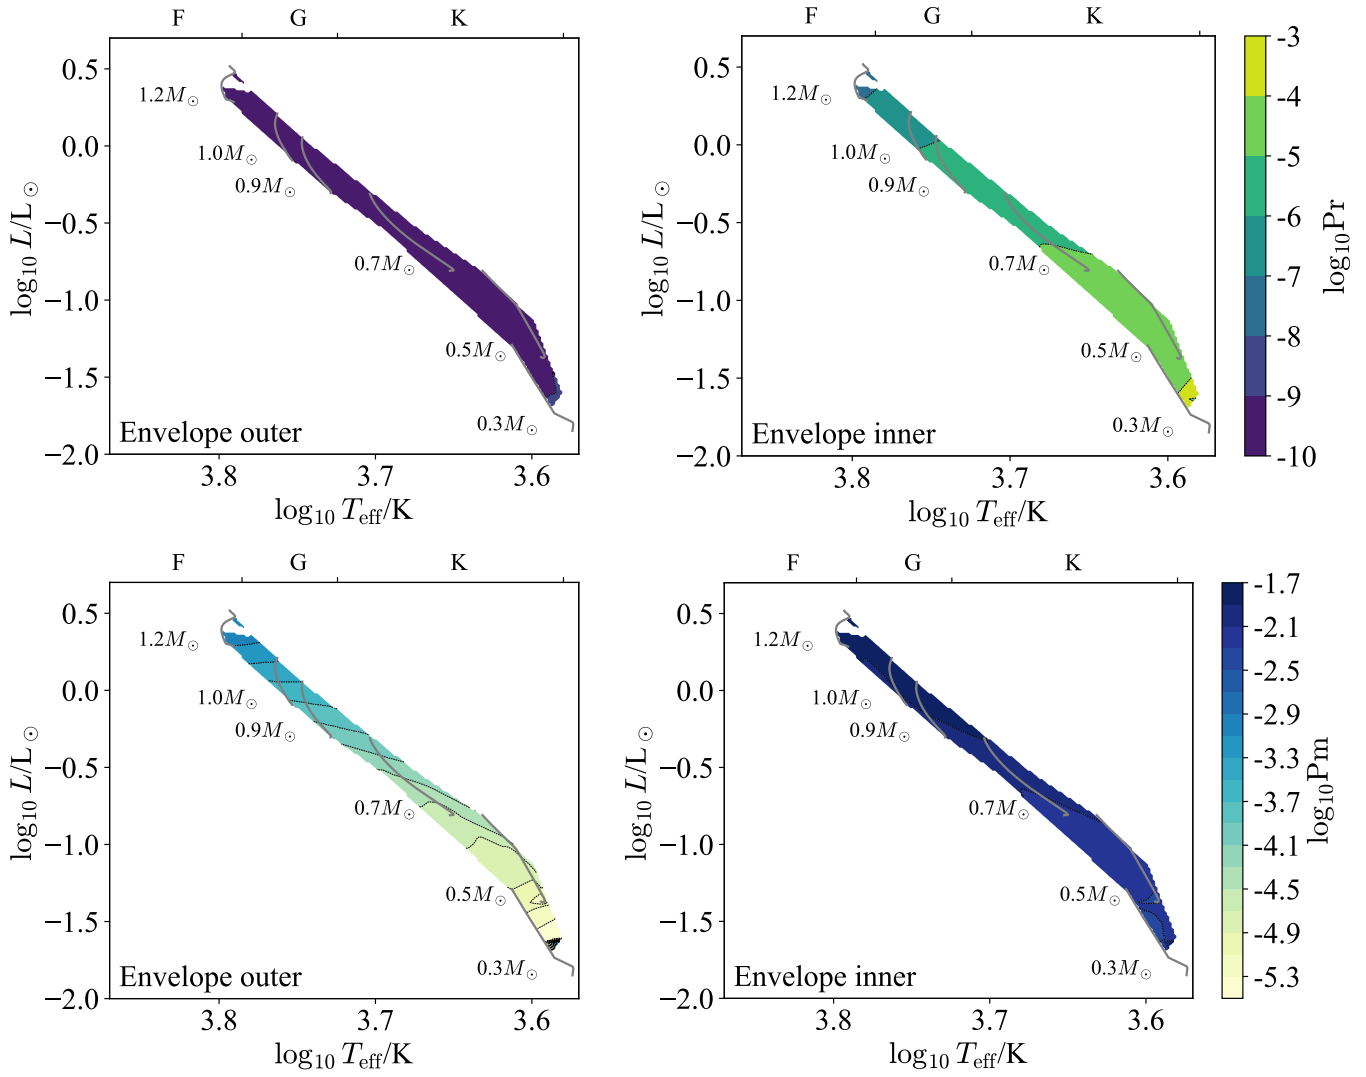 F G K
0.5
0.0
−0.5
−1.0
−1.5
−2.0
log₁₀ L/L⊙
1.2M⊙
1.0M⊙
0.9M⊙
0.7M⊙
0.5M⊙
0.3M⊙
Envelope outer
3.8 3.7 3.6
log₁₀ T_eff/K
F G K
0.5
0.0
−0.5
−1.0
−1.5
−2.0
log₁₀ L/L⊙
1.2M⊙
1.0M⊙
0.9M⊙
0.7M⊙
0.5M⊙
0.3M⊙
Envelope inner
3.8 3.7 3.6
log₁₀ T_eff/K
-3
-4
-5
-6
-7
-8
-9
-10
log₁₀Pr
F G K
0.5
0.0
−0.5
−1.0
−1.5
−2.0
log₁₀ L/L⊙
1.2M⊙
1.0M⊙
0.9M⊙
0.7M⊙
0.5M⊙
0.3M⊙
Envelope outer
3.8 3.7 3.6
log₁₀ T_eff/K
F G K
0.5
0.0
−0.5
−1.0
−1.5
−2.0
log₁₀ L/L⊙
1.2M⊙
1.0M⊙
0.9M⊙
0.7M⊙
0.5M⊙
0.3M⊙
Envelope inner
3.8 3.7 3.6
log₁₀ T_eff/K
-1.7
-2.1
-2.5
-2.9
-3.3
-3.7
-4.1
-4.5
-4.9
-5.3
log₁₀Pm